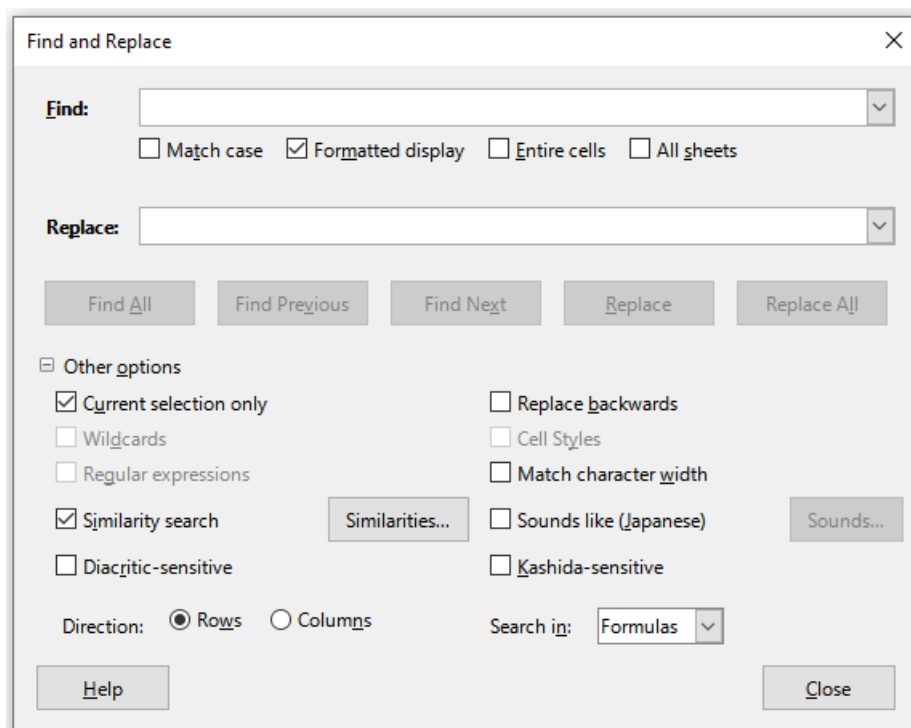 Find and Replace
Find:
Match case Formatted display Entire cells All sheets
Replace:
Find All Find Previous Find Next Replace Replace All
Other options
Current selection only Replace backwards
Wildcards Cell Styles
Regular expressions Match character width
Similarity search Similarities... Sounds like (Japanese) Sounds...
Diacritic-sensitive Kashida-sensitive
Direction: Rows Columns Search in: Formulas
Help Close